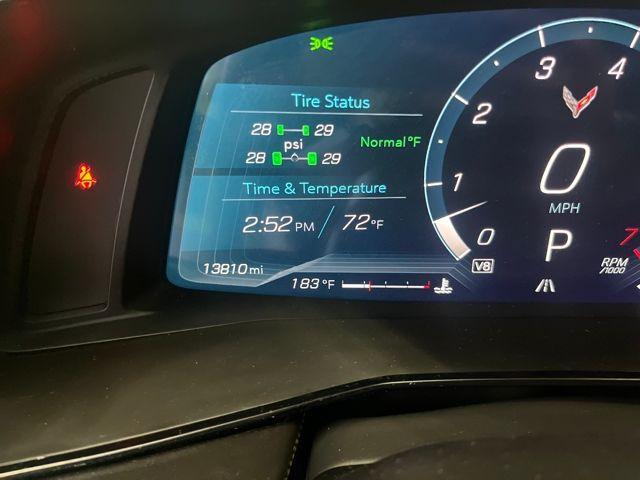 Tire Status
28 29
psi
Normal°F
28 29
Time & Temperature
2:52 PM / 72°F
13810 mi
183°F
0
1
2
3
4
0
MPH
P
7
V8
RPM
/1000